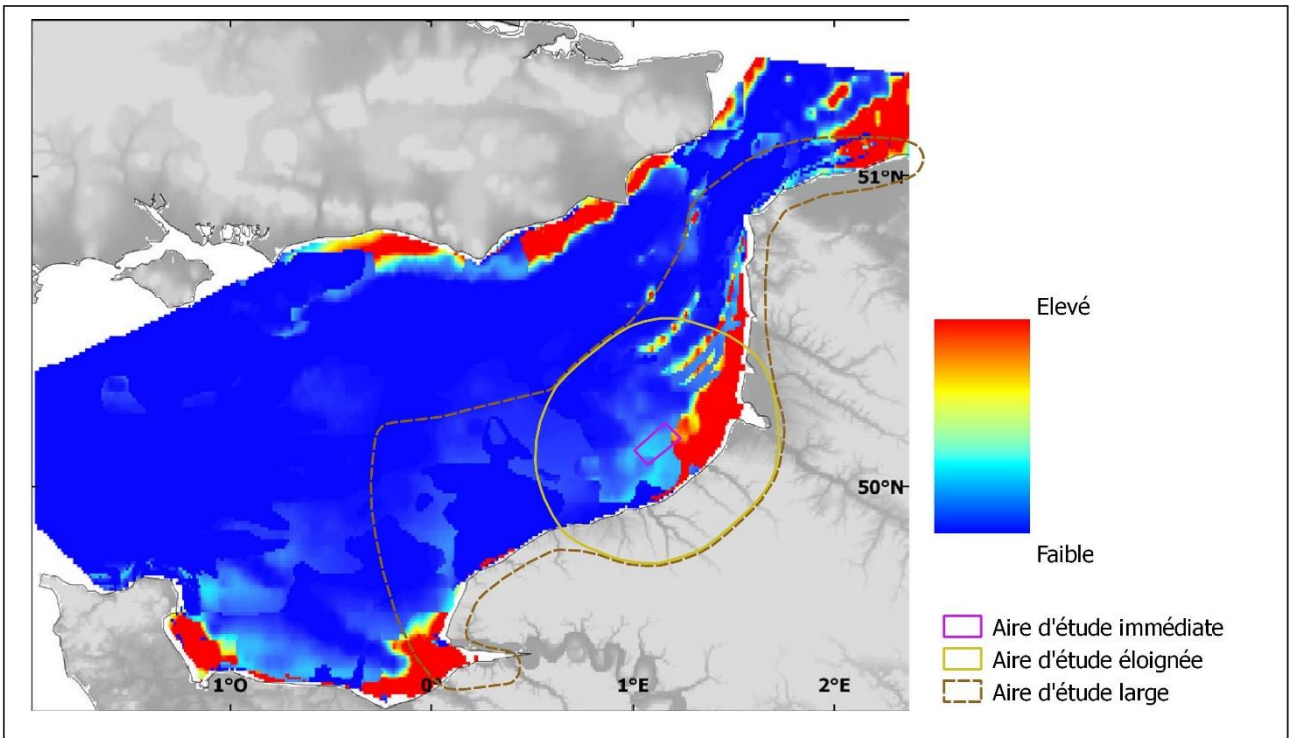 51°N
50°N
1°O
0°
1°E
2°E
Elevé
Faible
Aire d'étude immédiate
Aire d'étude éloignée
Aire d'étude large